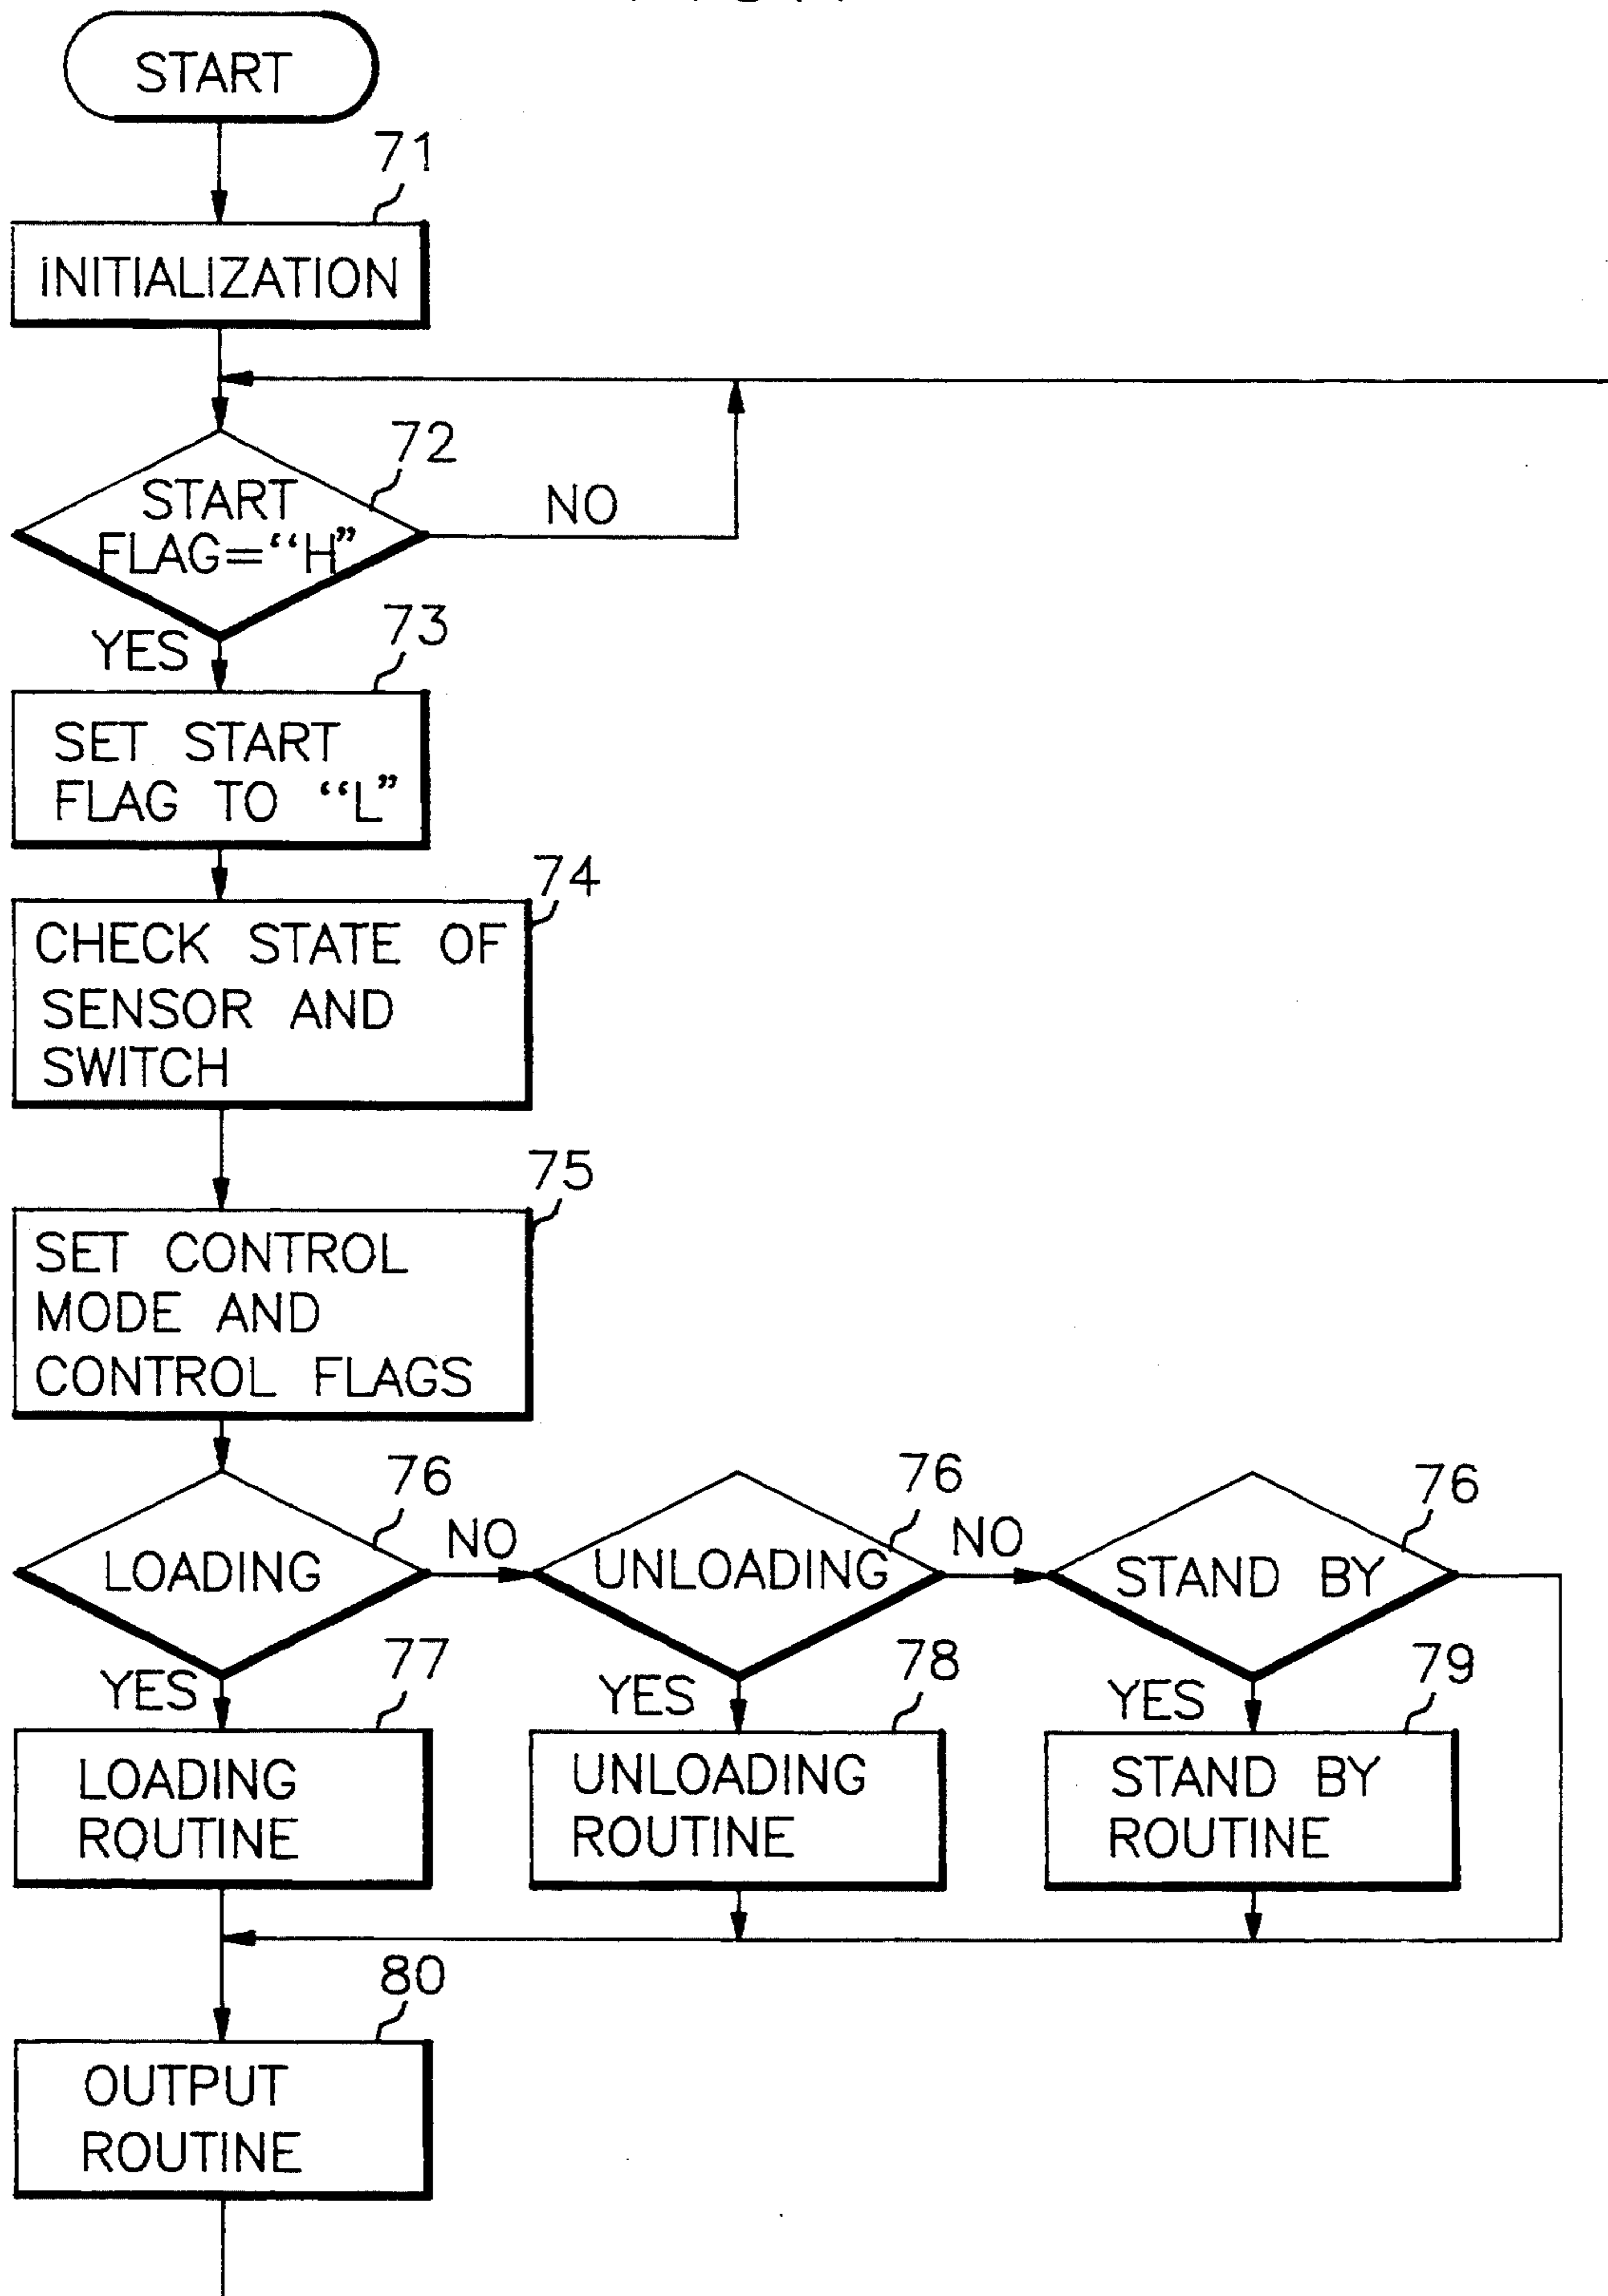 START
71
INITIALIZATION
72
START
FLAG=“H”
NO
YES
73
SET START
FLAG TO “L”
74
CHECK STATE OF
SENSOR AND
SWITCH
75
SET CONTROL
MODE AND
CONTROL FLAGS
76
76
76
LOADING
NO
UNLOADING
NO
STAND BY
YES
77
YES
78
YES
79
LOADING
ROUTINE
UNLOADING
ROUTINE
STAND BY
ROUTINE
80
OUTPUT
ROUTINE